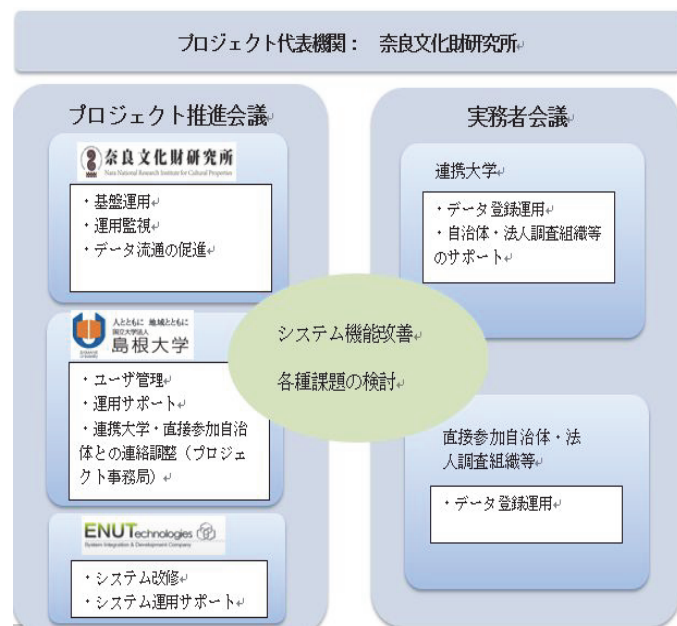 プロジェクト代表機関： 奈良文化財研究所
プロジェクト推進会議
奈良文化財研究所
Nara National Research Institute for Cultural Properties
・基盤運用
・運用監視
・データ流通の促進
人とともに 地域とともに
国立大学法人
島根大学
・ユーザ管理
・運用サポート
・連携大学・直接参加自治
体との連絡調整（プロジェ
クト事務局）
ENUTechnologies
System Integration & Development Company
・システム改修
・システム運用サポート
システム機能改善
各種課題の検討
実務者会議
連携大学
・データ登録運用
・自治体・法人調査組織等
のサポート
直接参加自治体・法
人調査組織等
・データ登録運用